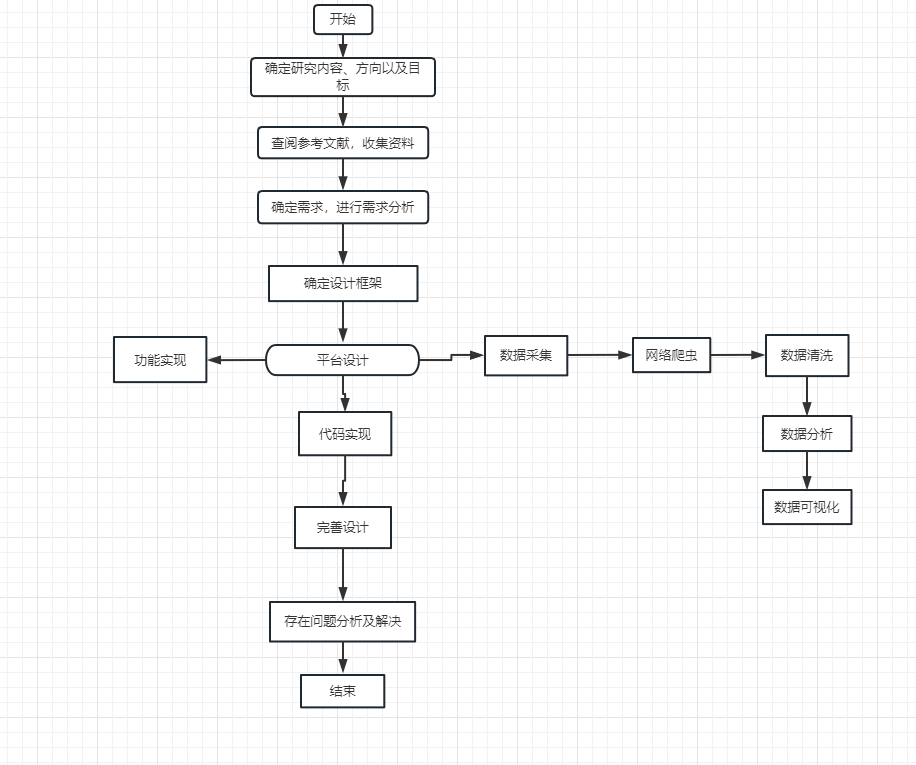 开始
确定研究内容、方向以及目
标
查阅参考文献，收集资料
确定需求，进行需求分析
确定设计框架
功能实现
平台设计
数据采集
网络爬虫
数据清洗
代码实现
数据分析
完善设计
数据可视化
存在问题分析及解决
结束